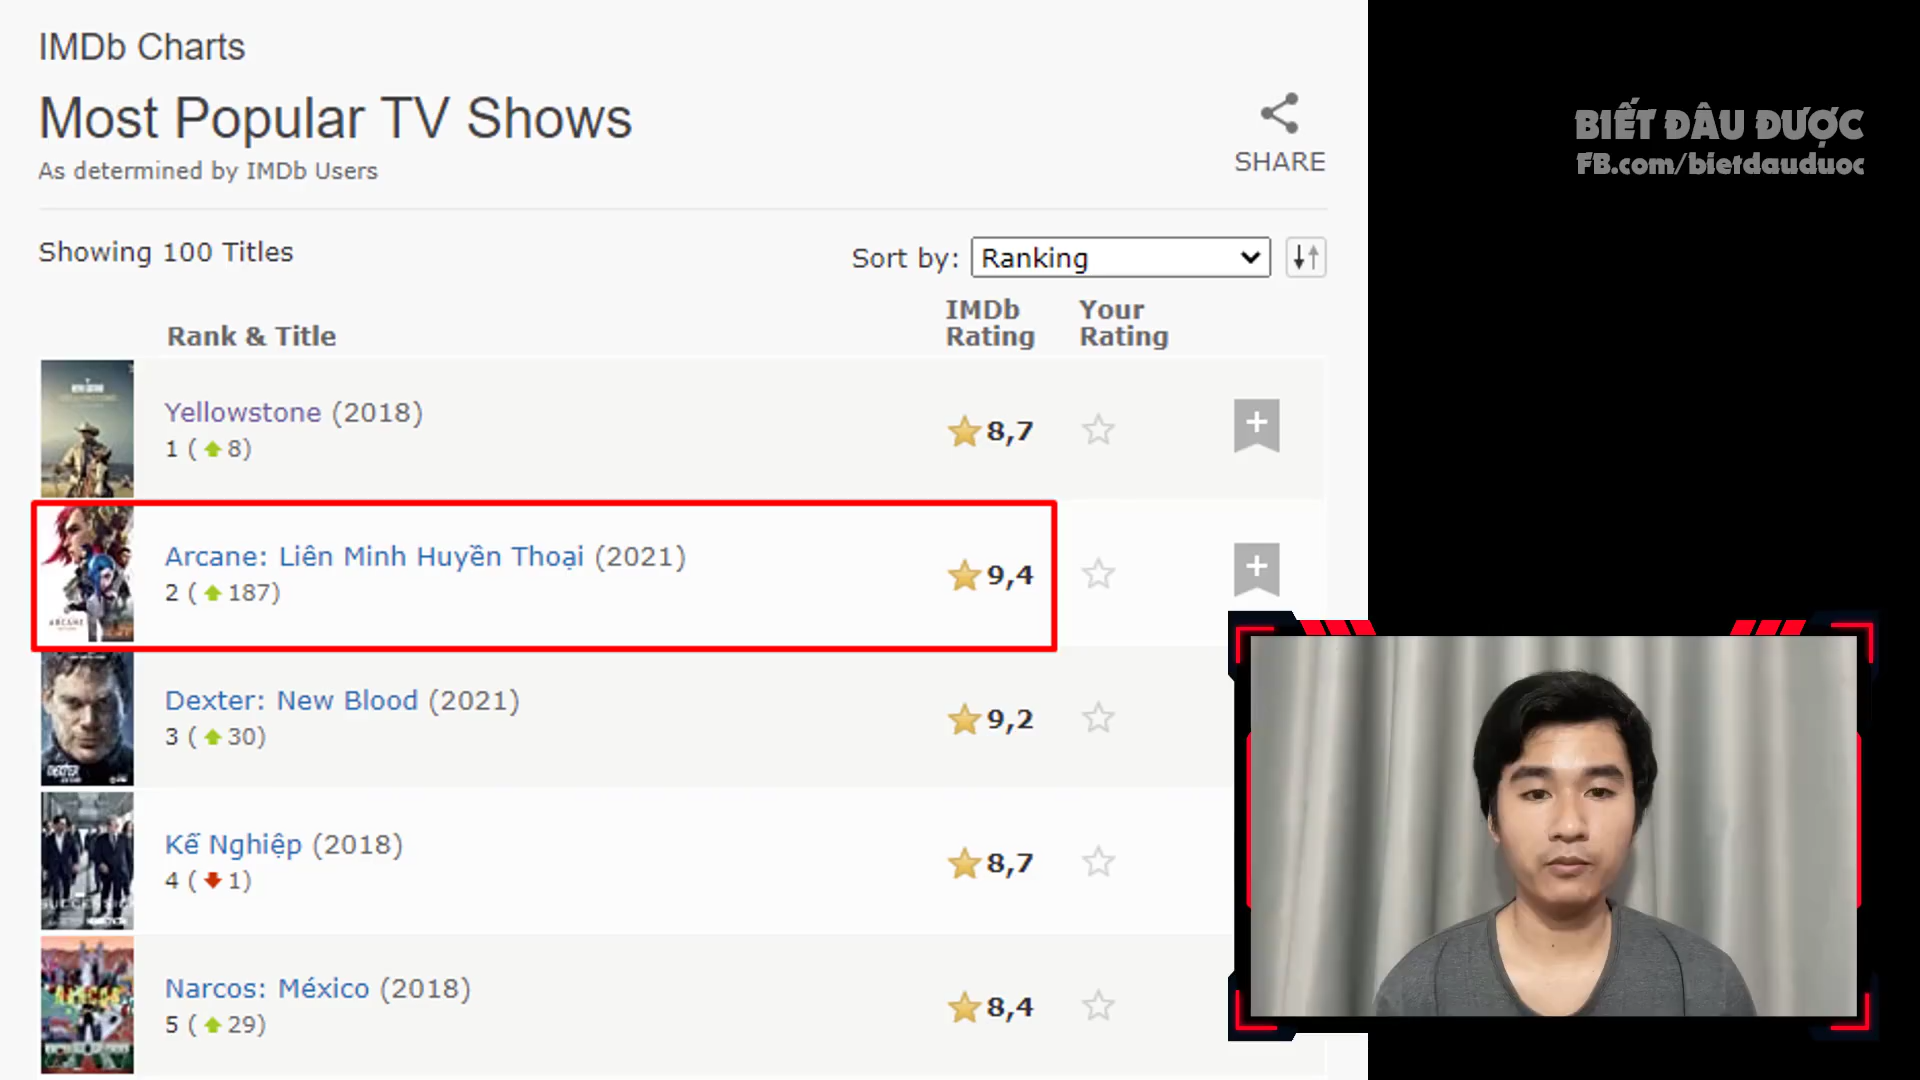 IMDb Charts
Most Popular TV Shows
As determined by IMDb Users
SHARE
BIẾT ĐÂU ĐƯỢC
FB.com/bietdauduoc
Showing 100 Titles
Sort by: Ranking
Rank & Title
IMDb Rating
Your Rating
Yellowstone (2018)
1 ( 8)
8,7
Arcane: Liên Minh Huyền Thoại (2021)
2 ( 187)
9,4
ARCANE
Dexter: New Blood (2021)
3 ( 30)
9,2
DEXTER
Kế Nghiệp (2018)
4 ( 1)
8,7
Narcos: México (2018)
5 ( 29)
8,4